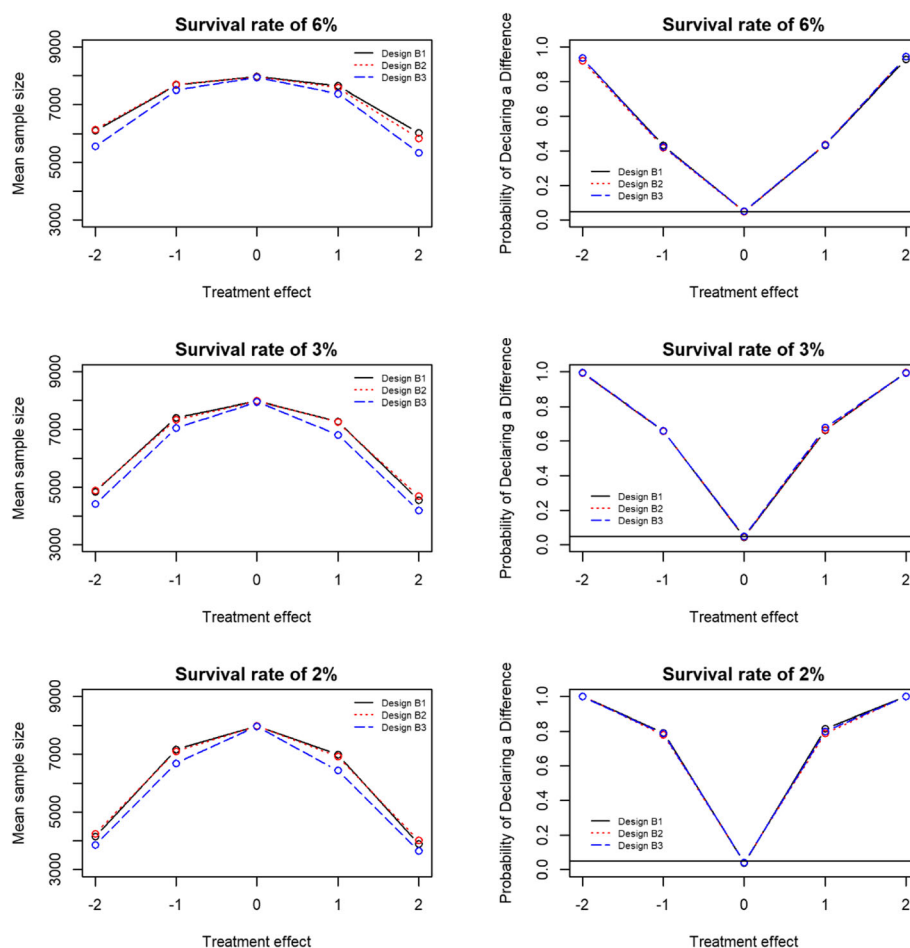 Survival rate of 6%
Mean sample size
9000
7000
5000
3000
Design B1
Design B2
Design B3
-2 -1 0 1 2
Treatment effect
Survival rate of 6%
Probability of Declaring a Difference
1.0
0.8
0.6
0.4
0.2
0.0
Design B1
Design B2
Design B3
-2 -1 0 1 2
Treatment effect
Survival rate of 3%
Mean sample size
9000
7000
5000
3000
Design B1
Design B2
Design B3
-2 -1 0 1 2
Treatment effect
Survival rate of 3%
Probability of Declaring a Difference
1.0
0.8
0.6
0.4
0.2
0.0
Design B1
Design B2
Design B3
-2 -1 0 1 2
Treatment effect
Survival rate of 2%
Mean sample size
9000
7000
5000
3000
Design B1
Design B2
Design B3
-2 -1 0 1 2
Treatment effect
Survival rate of 2%
Probability of Declaring a Difference
1.0
0.8
0.6
0.4
0.2
0.0
Design B1
Design B2
Design B3
-2 -1 0 1 2
Treatment effect